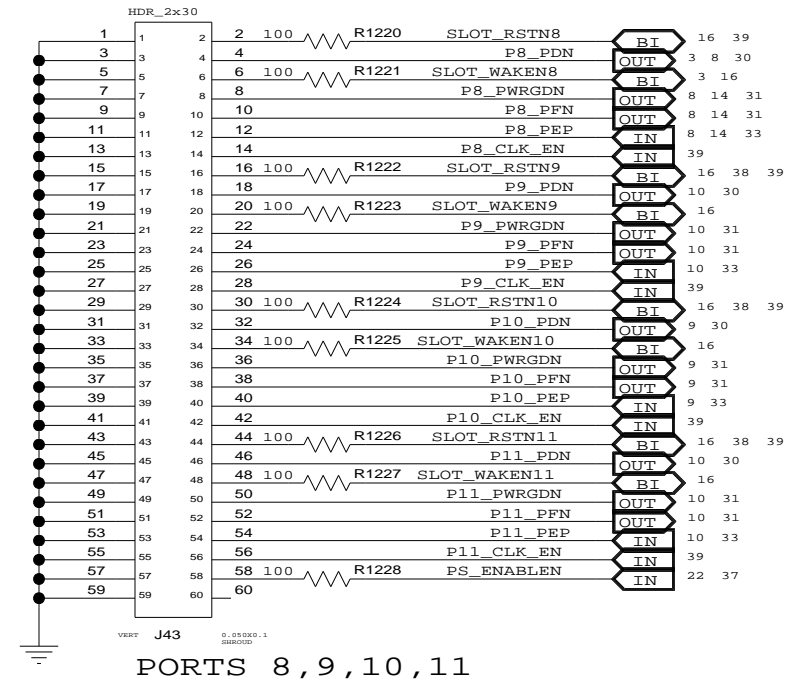 HDR_2x30
1 1 2 2 100 R1220 SLOT_RSTN8 BI 16 39
3 3 4 4 P8_PDN OUT 3 8 30
5 5 6 6 100 R1221 SLOT_WAKEN8 BI 3 16
7 7 8 8 P8_PWRGDN OUT 8 14 31
9 9 10 10 P8_PFN OUT 8 14 31
11 11 12 12 P8_PEP IN 8 14 33
13 13 14 14 P8_CLK_EN IN 39
15 15 16 16 100 R1222 SLOT_RSTN9 BI 16 38 39
17 17 18 18 P9_PDN OUT 10 30
19 19 20 20 100 R1223 SLOT_WAKEN9 BI 16
21 21 22 22 P9_PWRGDN OUT 10 31
23 23 24 24 P9_PFN OUT 10 31
25 25 26 26 P9_PEP IN 10 33
27 27 28 28 P9_CLK_EN IN 39
29 29 30 30 100 R1224 SLOT_RSTN10 BI 16 38 39
31 31 32 32 P10_PDN OUT 9 30
33 33 34 34 100 R1225 SLOT_WAKEN10 BI 16
35 35 36 36 P10_PWRGDN OUT 9 31
37 37 38 38 P10_PFN OUT 9 31
39 39 40 40 P10_PEP IN 9 33
41 41 42 42 P10_CLK_EN IN 39
43 43 44 44 100 R1226 SLOT_RSTN11 BI 16 38 39
45 45 46 46 P11_PDN OUT 10 30
47 47 48 48 100 R1227 SLOT_WAKEN11 BI 16
49 49 50 50 P11_PWRGDN OUT 10 31
51 51 52 52 P11_PFN OUT 10 31
53 53 54 54 P11_PEP IN 10 33
55 55 56 56 P11_CLK_EN IN 39
57 57 58 58 100 R1228 PS_ENABLEN IN 22 37
59 59 60 60
VERT J43 0.050X0.1
SHROUD
PORTS 8,9,10,11